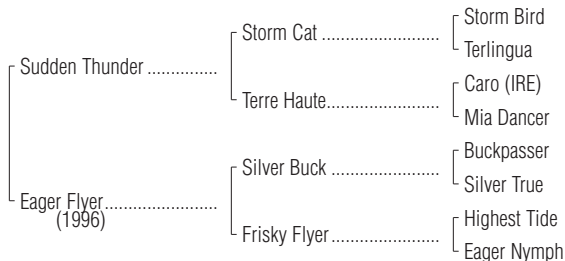 Storm Bird
Storm Cat ........................
Terlingua
Sudden Thunder ...............
Caro (IRE)
Terre Haute.......................
Mia Dancer
Buckpasser
Silver Buck .......................
Silver True
Eager Flyer........................
(1996)
Highest Tide
Frisky Flyer ......................
Eager Nymph